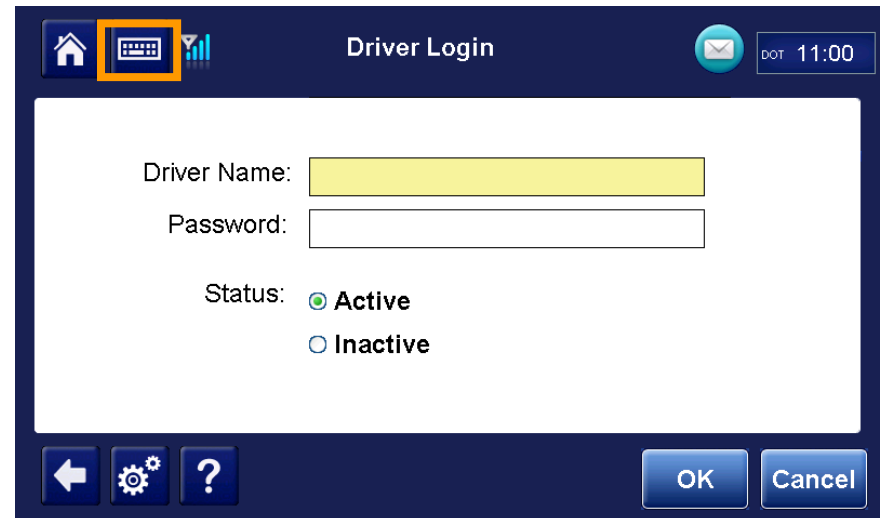 Driver Login
DOT 11:00
Driver Name:
Password:
Status:
Active
Inactive
?
OK
Cancel